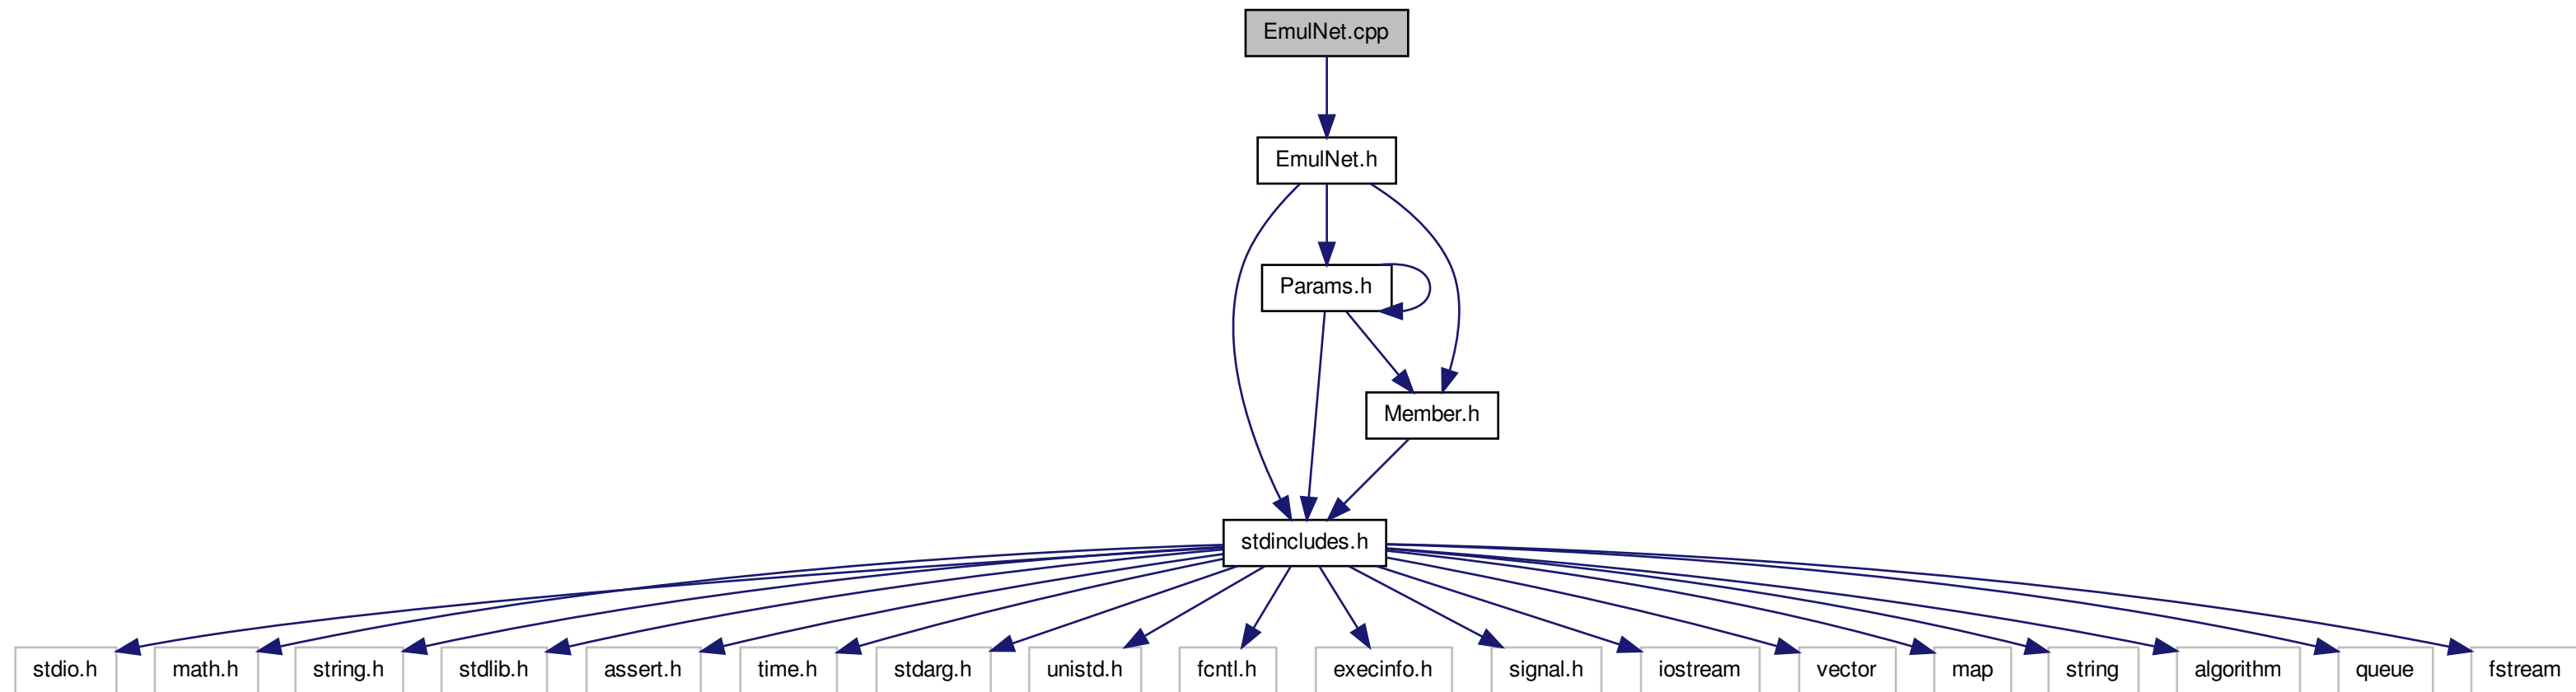 EmulNet.cpp
EmulNet.h
Params.h
Member.h
stdincludes.h
stdio.h
math.h
string.h
stdlib.h
assert.h
time.h
stdarg.h
unistd.h
fcntl.h
execinfo.h
signal.h
iostream
vector
map
string
algorithm
queue
fstream